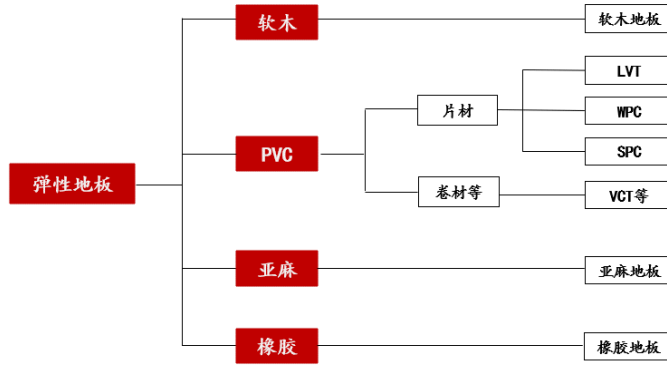 弹性地板
软木
软木地板
PVC
片材
LVT
WPC
SPC
卷材等
VCT等
亚麻
亚麻地板
橡胶
橡胶地板